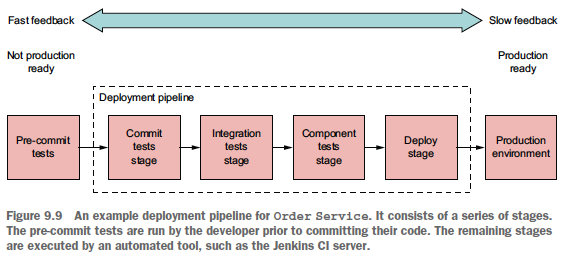 Fast feedback
Slow feedback
Not production
ready
Production
ready
Deployment pipeline
Pre-commit
tests
Commit
tests
stage
Integration
tests
stage
Component
tests
stage
Deploy
stage
Production
environment
Figure 9.9 An example deployment pipeline for Order Service. It consists of a series of stages.
The pre-commit tests are run by the developer prior to committing their code. The remaining stages
are executed by an automated tool, such as the Jenkins CI server.